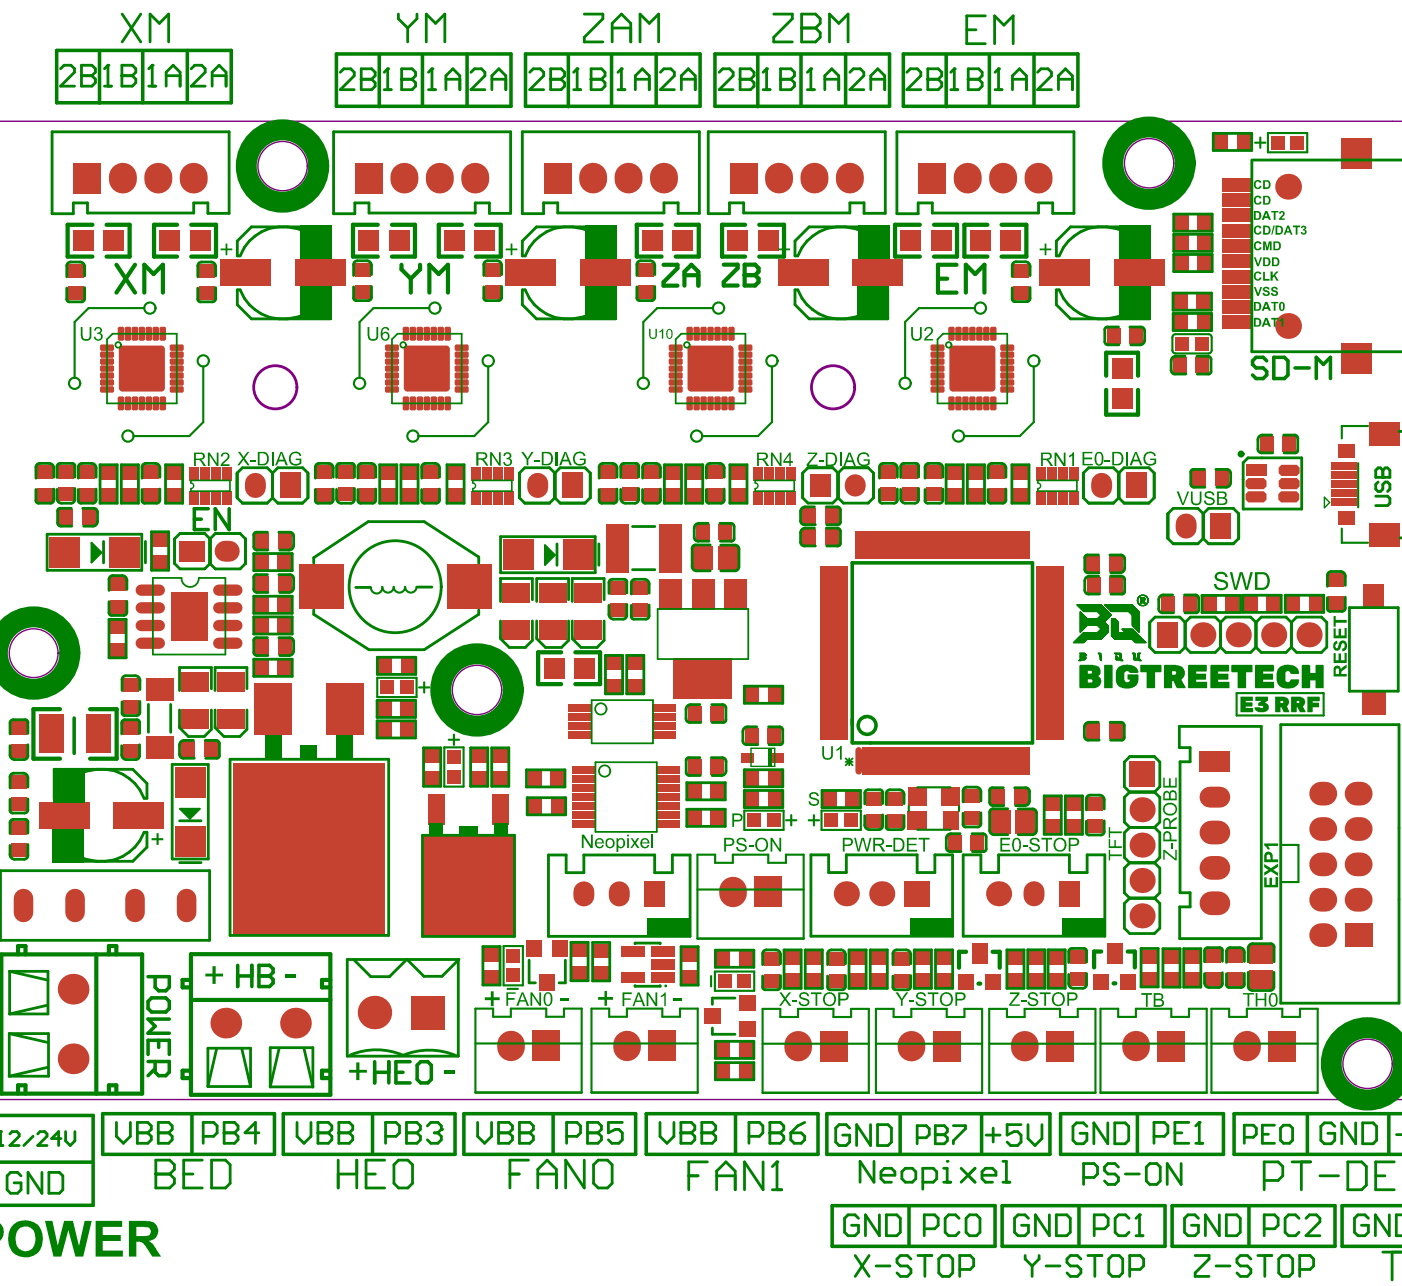 XM YM ZAM ZBM EM
2B 1B 1A 2A 2B 1B 1A 2A 2B 1B 1A 2A 2B 1B 1A 2A 2B 1B 1A 2A
+
CD
CD
DAT2
CD/DAT3
CMD
VDD
CLK
VSS
DAT0
DAT1
SD-M
+ + + +
XM YM ZA ZB EM
U3 U6 U10 U2
RN2 X-DIAG RN3 Y-DIAG RN4 Z-DIAG RN1 E0-DIAG
VUSB
USB
EN
SWD
RESET
BIQU
BIGTREETECH
E3 RRF
U1
+
+
+
S
P + +
Neopixel PS-ON PWR-DET E0-STOP
TFT
Z-PROBE
EXP1
+ HB -
POWER
+ FAN0 - + FAN1 - X-STOP Y-STOP Z-STOP TB TH0
+HE0-
12/24V VBB PB4 VBB PB3 VBB PB5 VBB PB6 GND PB7 +5V GND PE1 PE0 GND
GND BED HE0 FAN0 FAN1 Neopixel PS-ON PT-DE
POWER
GND PC0 GND PC1 GND PC2 GND
X-STOP Y-STOP Z-STOP T